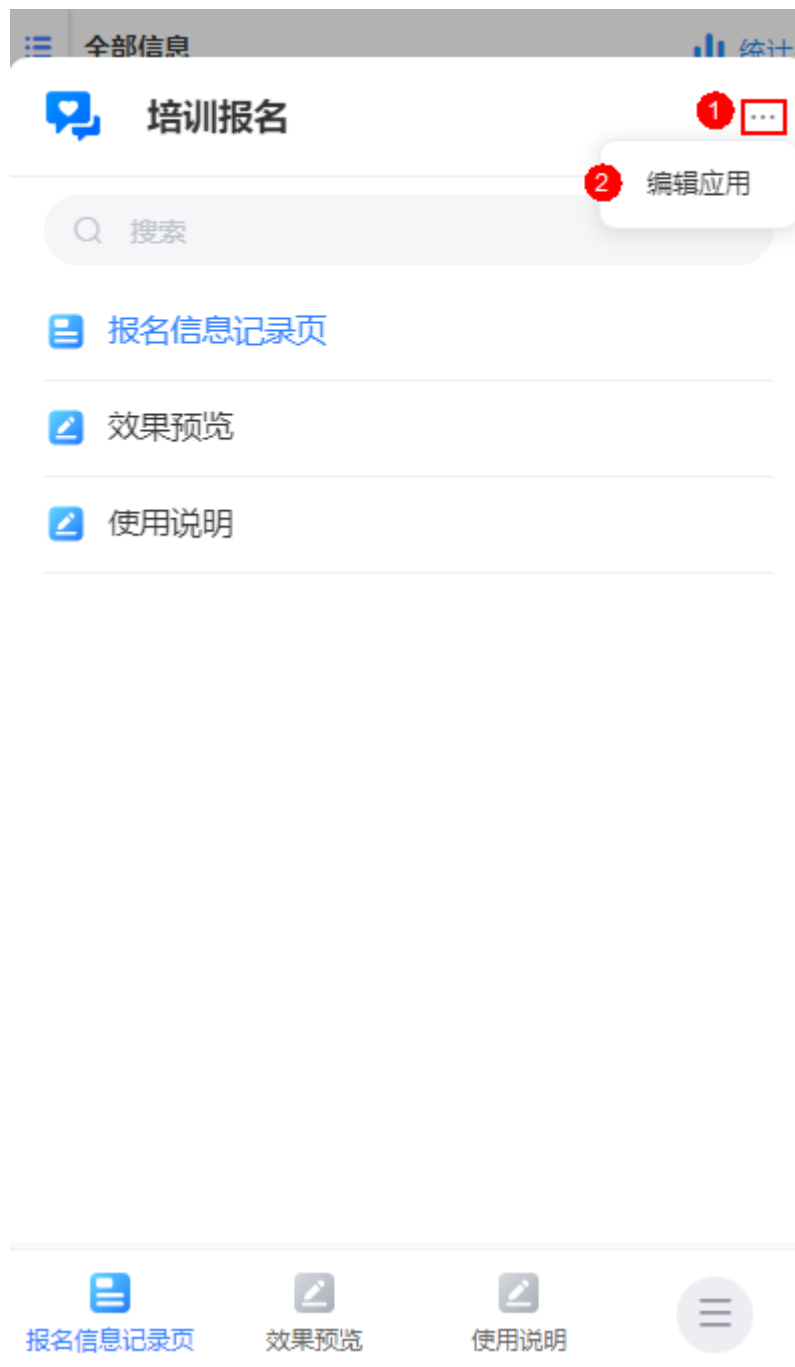 全部信息 统计
培训报名 1 ...
2 编辑应用
搜索
报名信息记录页
效果预览
使用说明
报名信息记录页 效果预览 使用说明